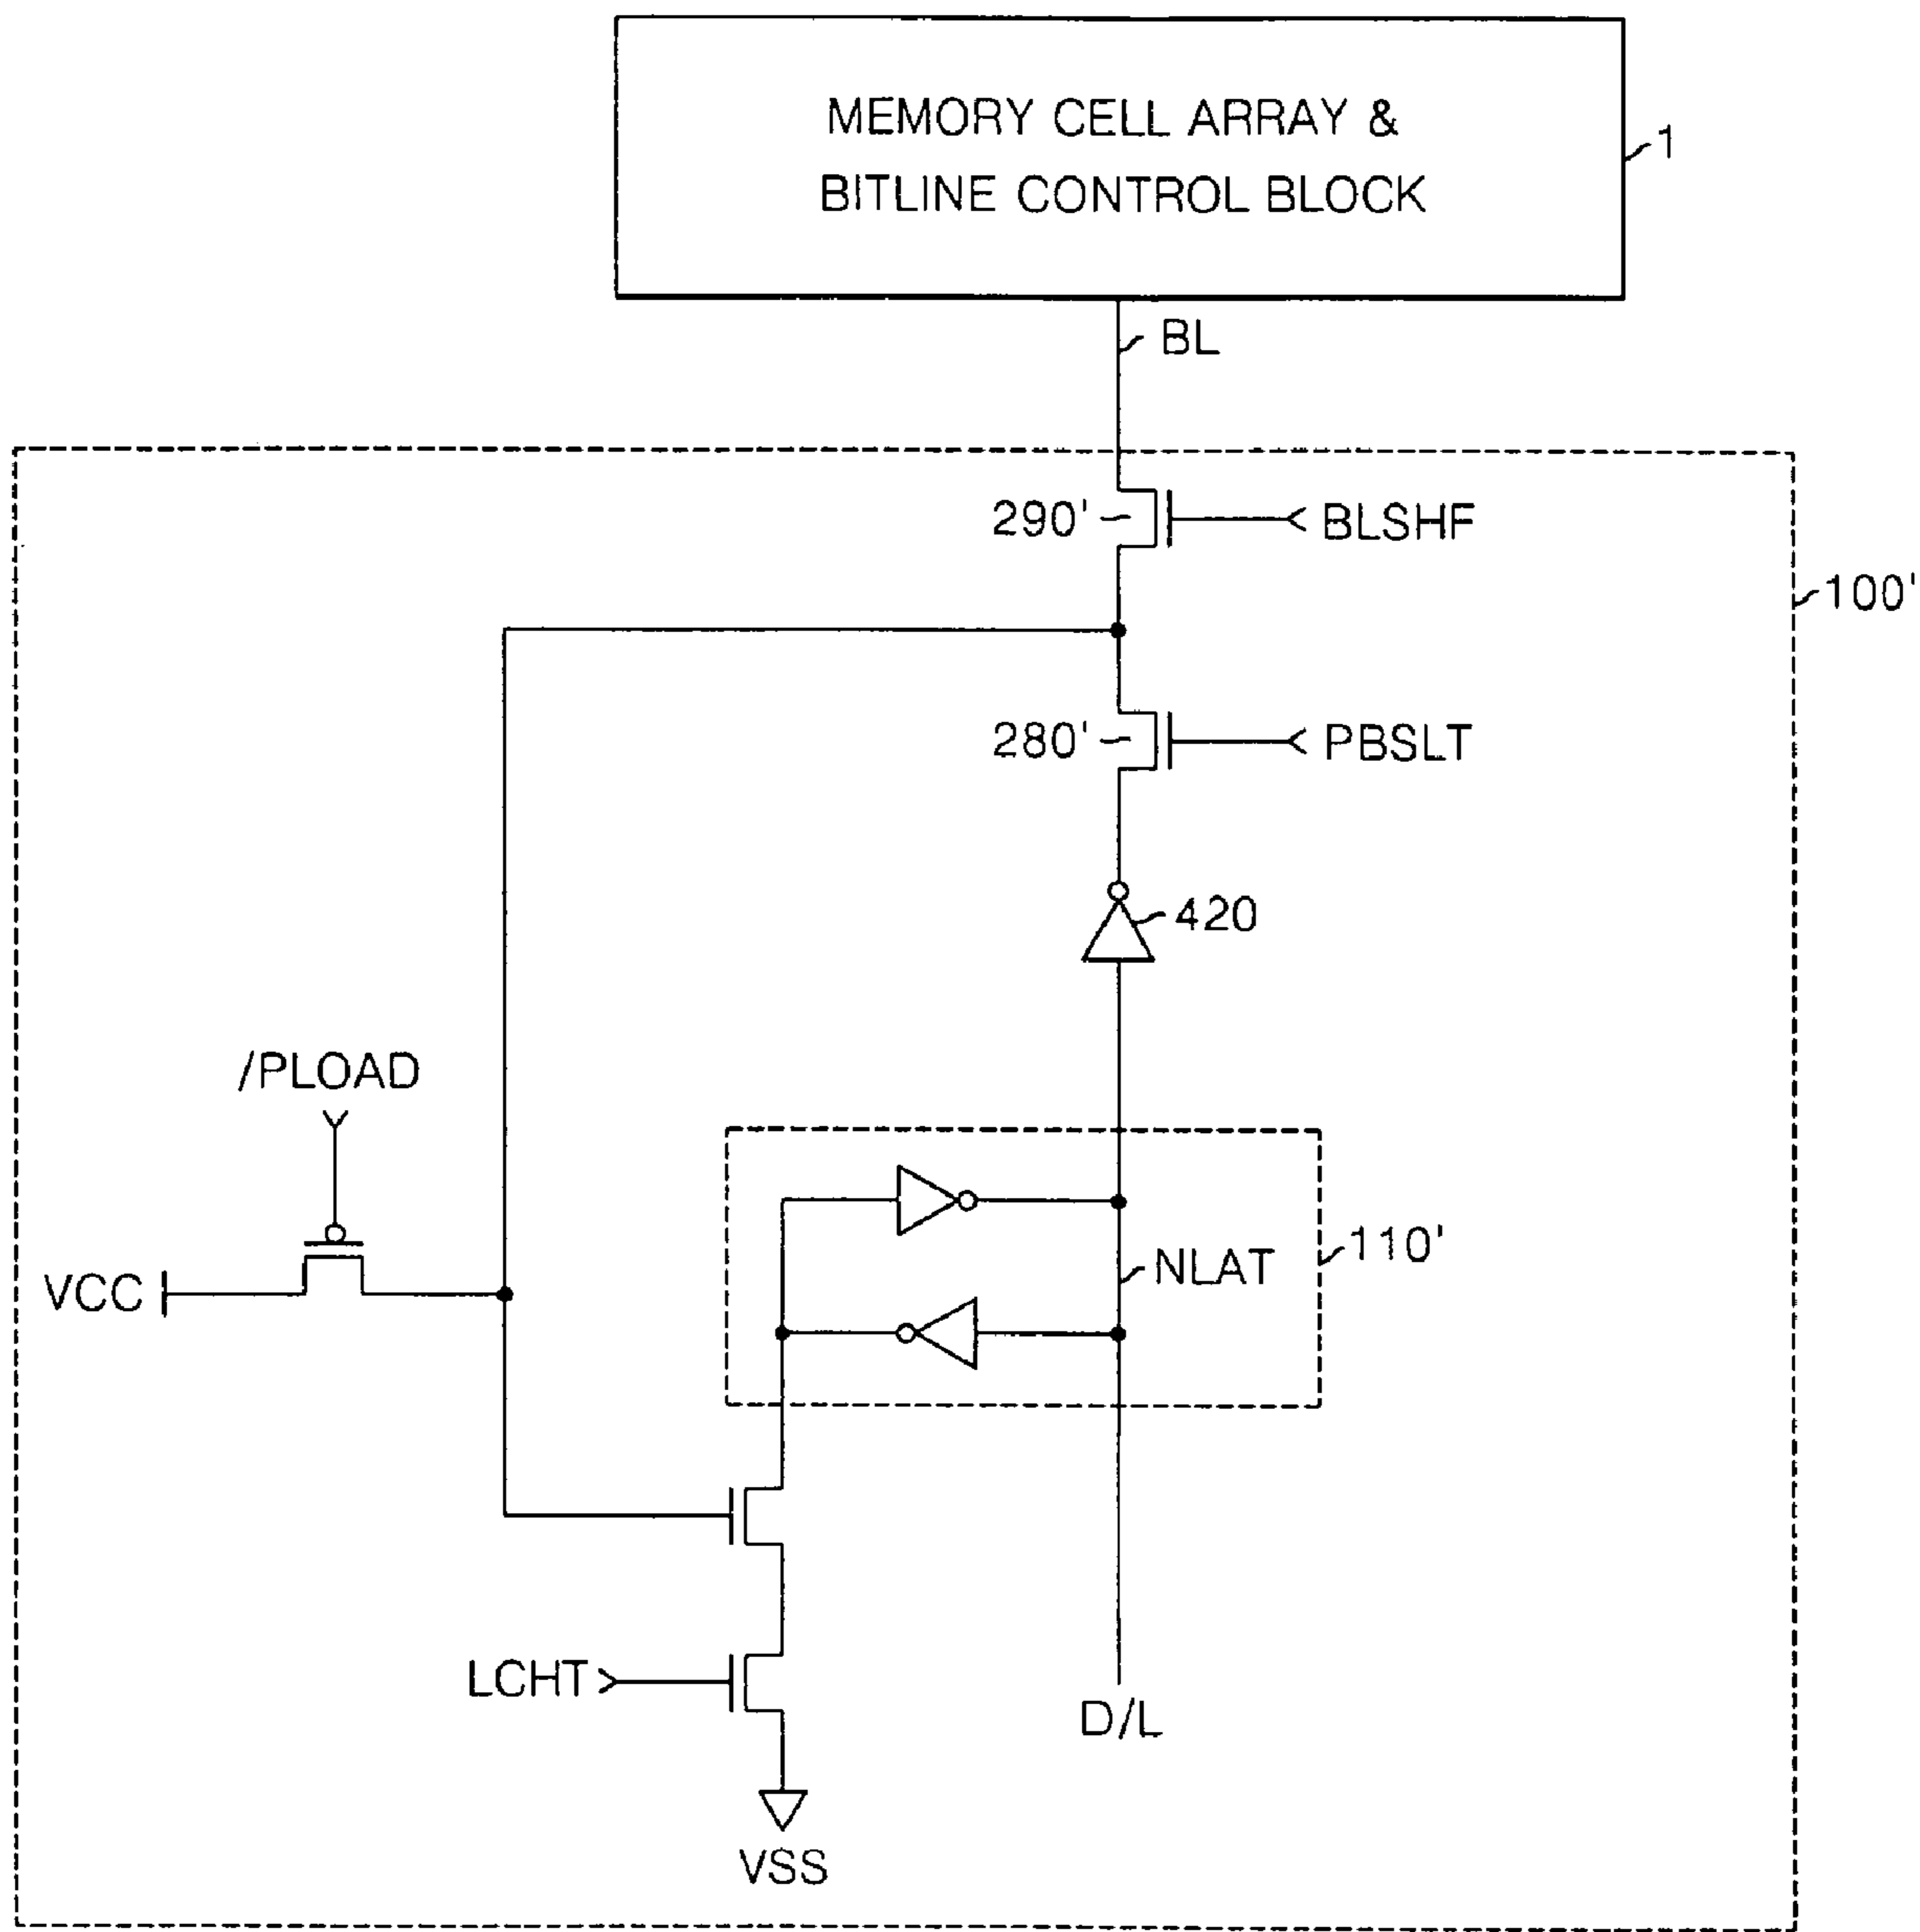 MEMORY CELL ARRAY &
BITLINE CONTROL BLOCK
1
BL
290'
BLSHF
100'
280'
PBSLT
420
/PLOAD
110'
NLAT
VCC
LCHT
D/L
VSS